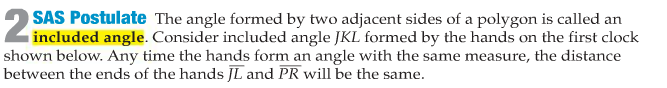 2 SAS Postulate The angle formed by two adjacent sides of a polygon is called an
included angle. Consider included angle JKL formed by the hands on the first clock
shown below. Any time the hands form an angle with the same measure, the distance
between the ends of the hands J̅L̅ and P̅R̅ will be the same.